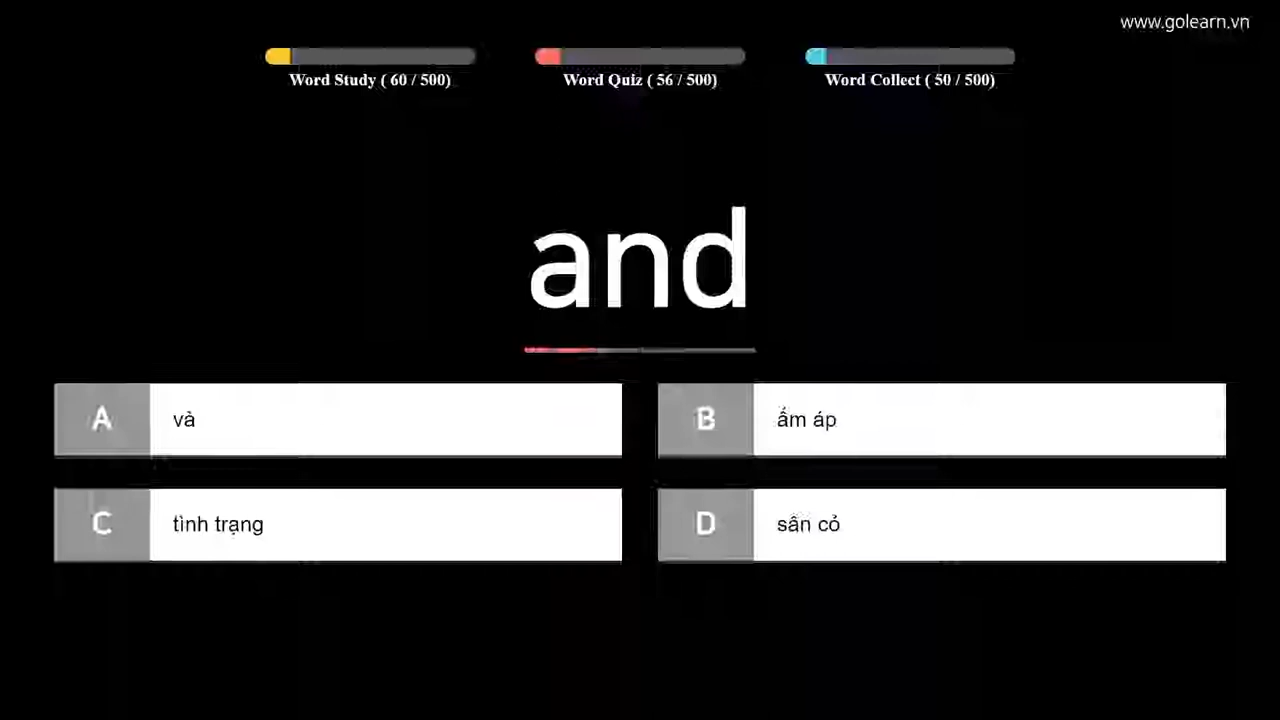 www.golearn.vn
Word Study ( 60 / 500)
Word Quiz ( 56 / 500)
Word Collect ( 50 / 500)
and
A và
B ấm áp
C tình trạng
D sân cỏ